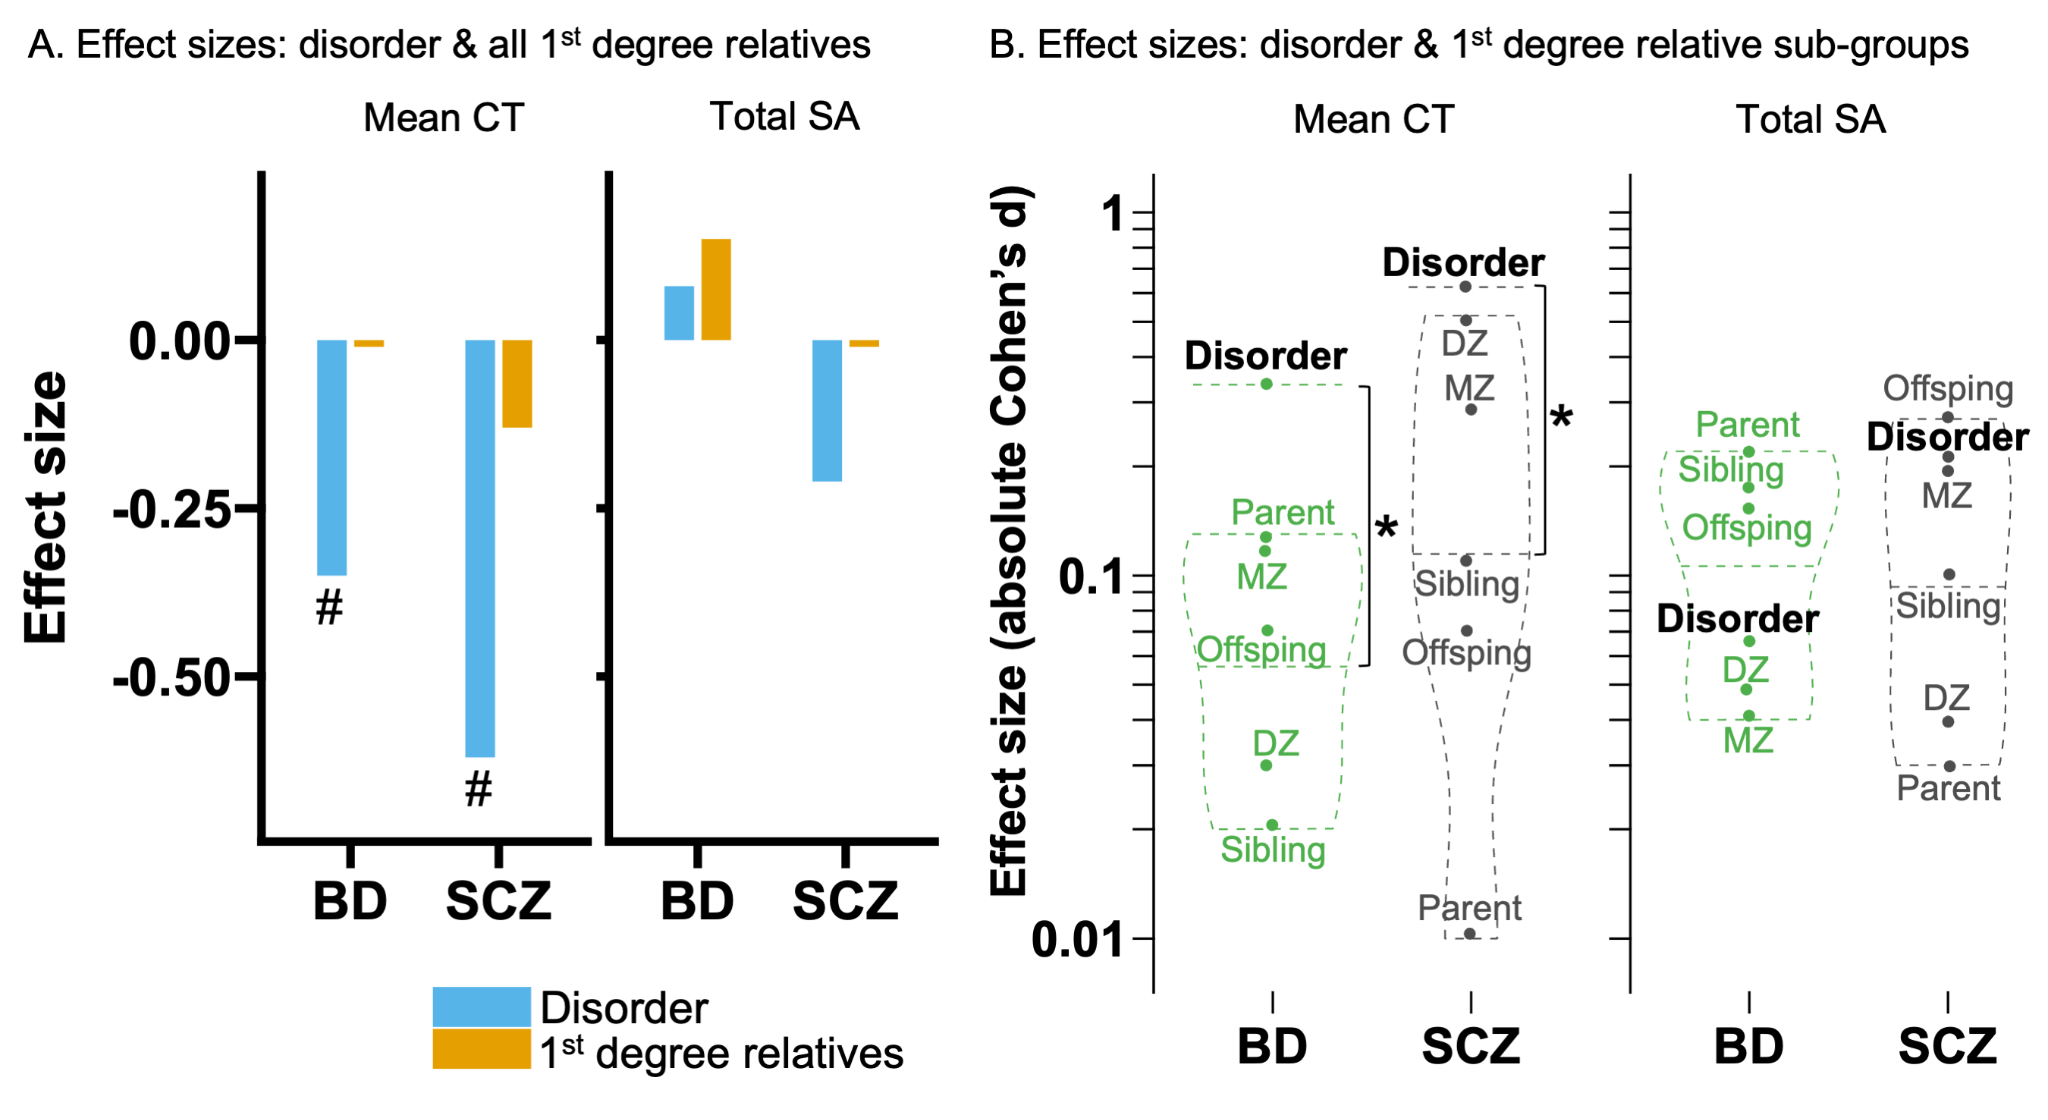 A. Effect sizes: disorder & all 1st degree relatives
Mean CT
Total SA
Effect size
0.00
-0.25
-0.50
#
#
BD
SCZ
BD
SCZ
Disorder
1st degree relatives
B. Effect sizes: disorder & 1st degree relative sub-groups
Mean CT
Total SA
Effect size (absolute Cohen's d)
1
0.1
0.01
Disorder
Parent
MZ
Offsping
DZ
Sibling
*
Disorder
DZ
MZ
Sibling
Offsping
Parent
*
Parent
Sibling
Offsping
Disorder
DZ
MZ
Offsping
Disorder
MZ
Sibling
DZ
Parent
BD
SCZ
BD
SCZ